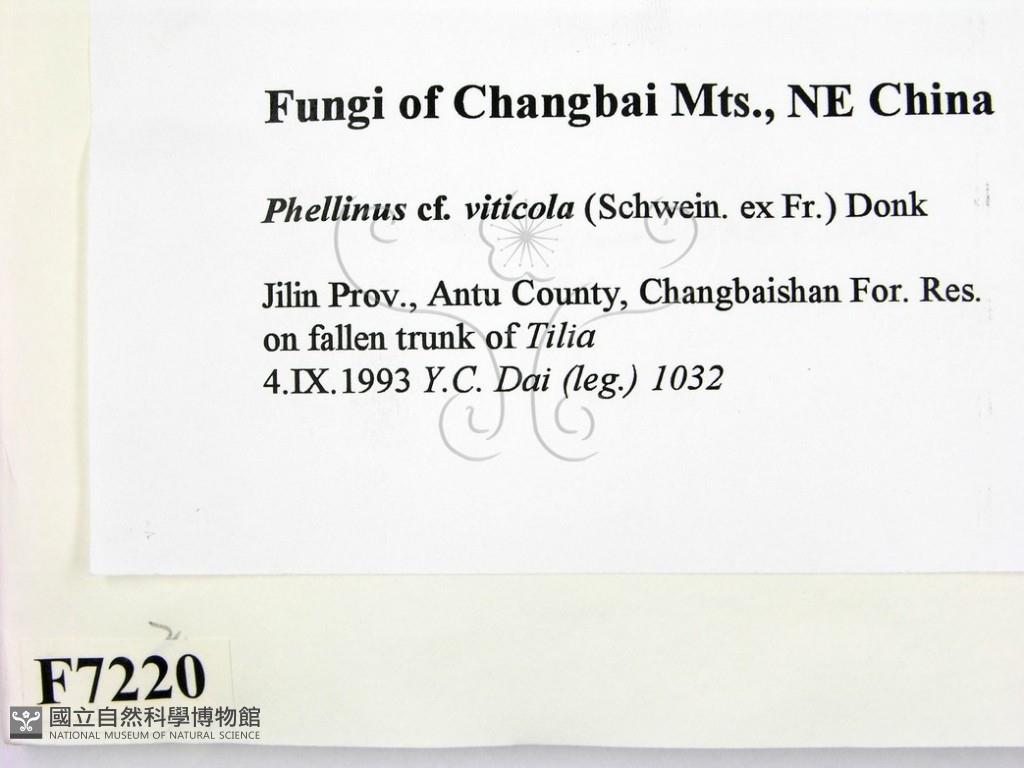 Fungi of Changbai Mts., NE China
Phellinus cf. viticola (Schwein. ex Fr.) Donk
Jilin Prov., Antu County, Changbaishan For. Res.
on fallen trunk of Tilia
4.IX.1993 Y.C. Dai (leg.) 1032
F7220
國立自然科學博物館
NATIONAL MUSEUM OF NATURAL SCIENCE